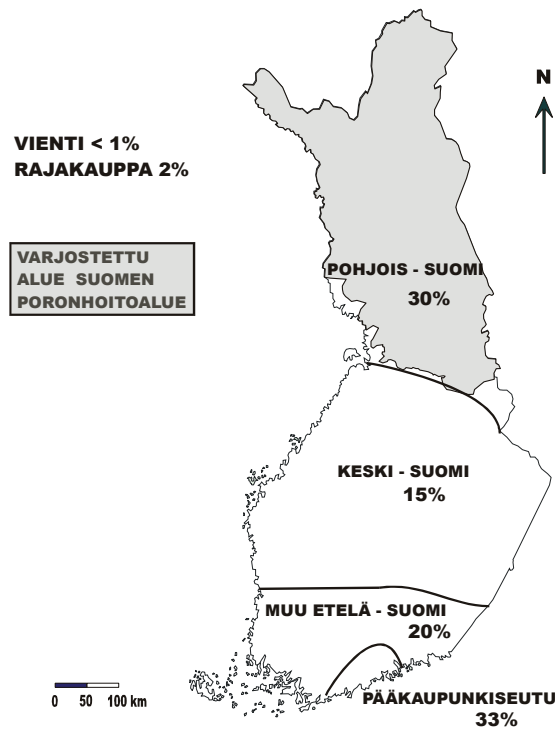 N
VIENTI < 1%
RAJAKAUPPA 2%
VARJOSTETTU
ALUE SUOMEN
PORONHOITOALUE
POHJOIS - SUOMI
30%
KESKI - SUOMI
15%
MUU ETELÄ - SUOMI
20%
PÄÄKAUPUNKISEUTU
33%
0 50 100 km